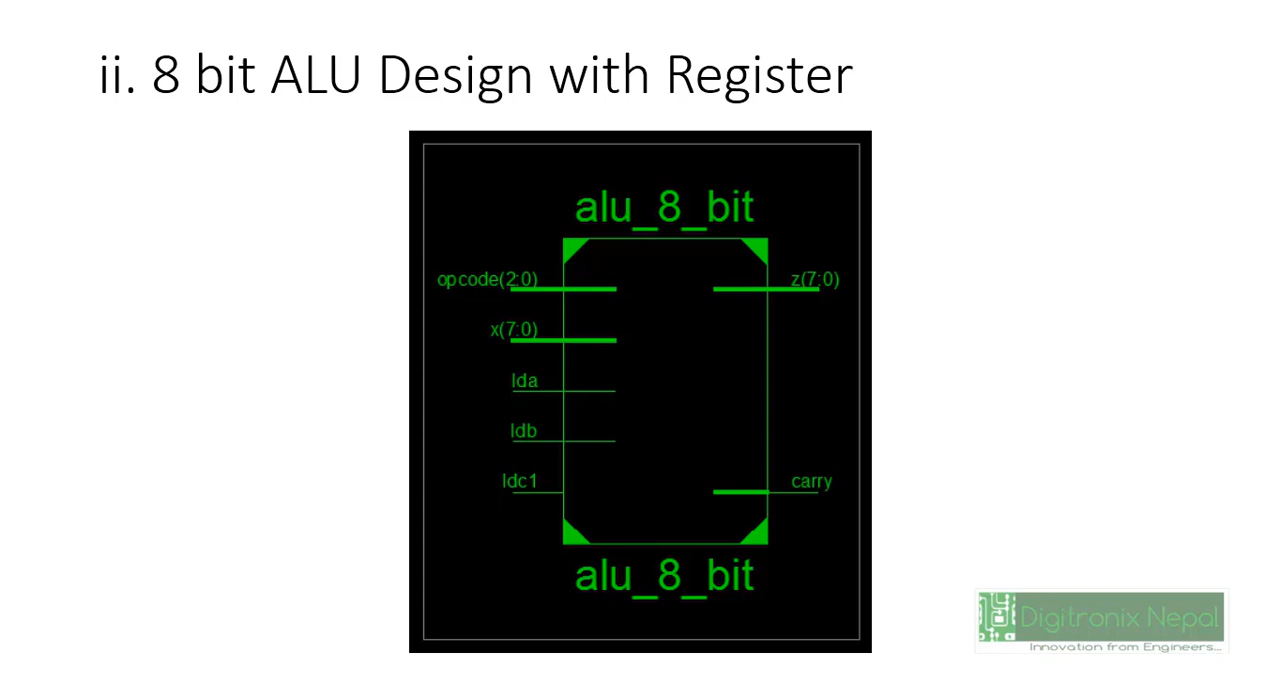 ii. 8 bit ALU Design with Register
alu_8_bit
opcode(2:0)
z(7:0)
x(7:0)
lda
ldb
ldc1
carry
alu_8_bit
Digitronix Nepal
Innovation from Engineers...